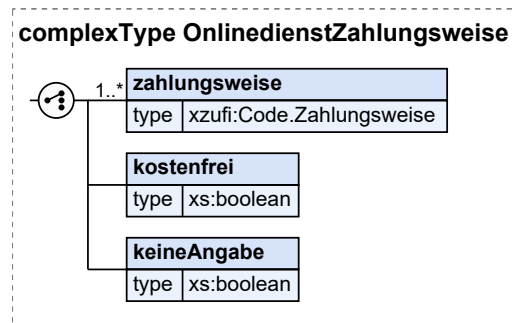 complexType OnlinedienstZahlungsweise
1..* zahlungsweise
type xzufi:Code.Zahlungsweise
kostenfrei
type xs:boolean
keineAngabe
type xs:boolean